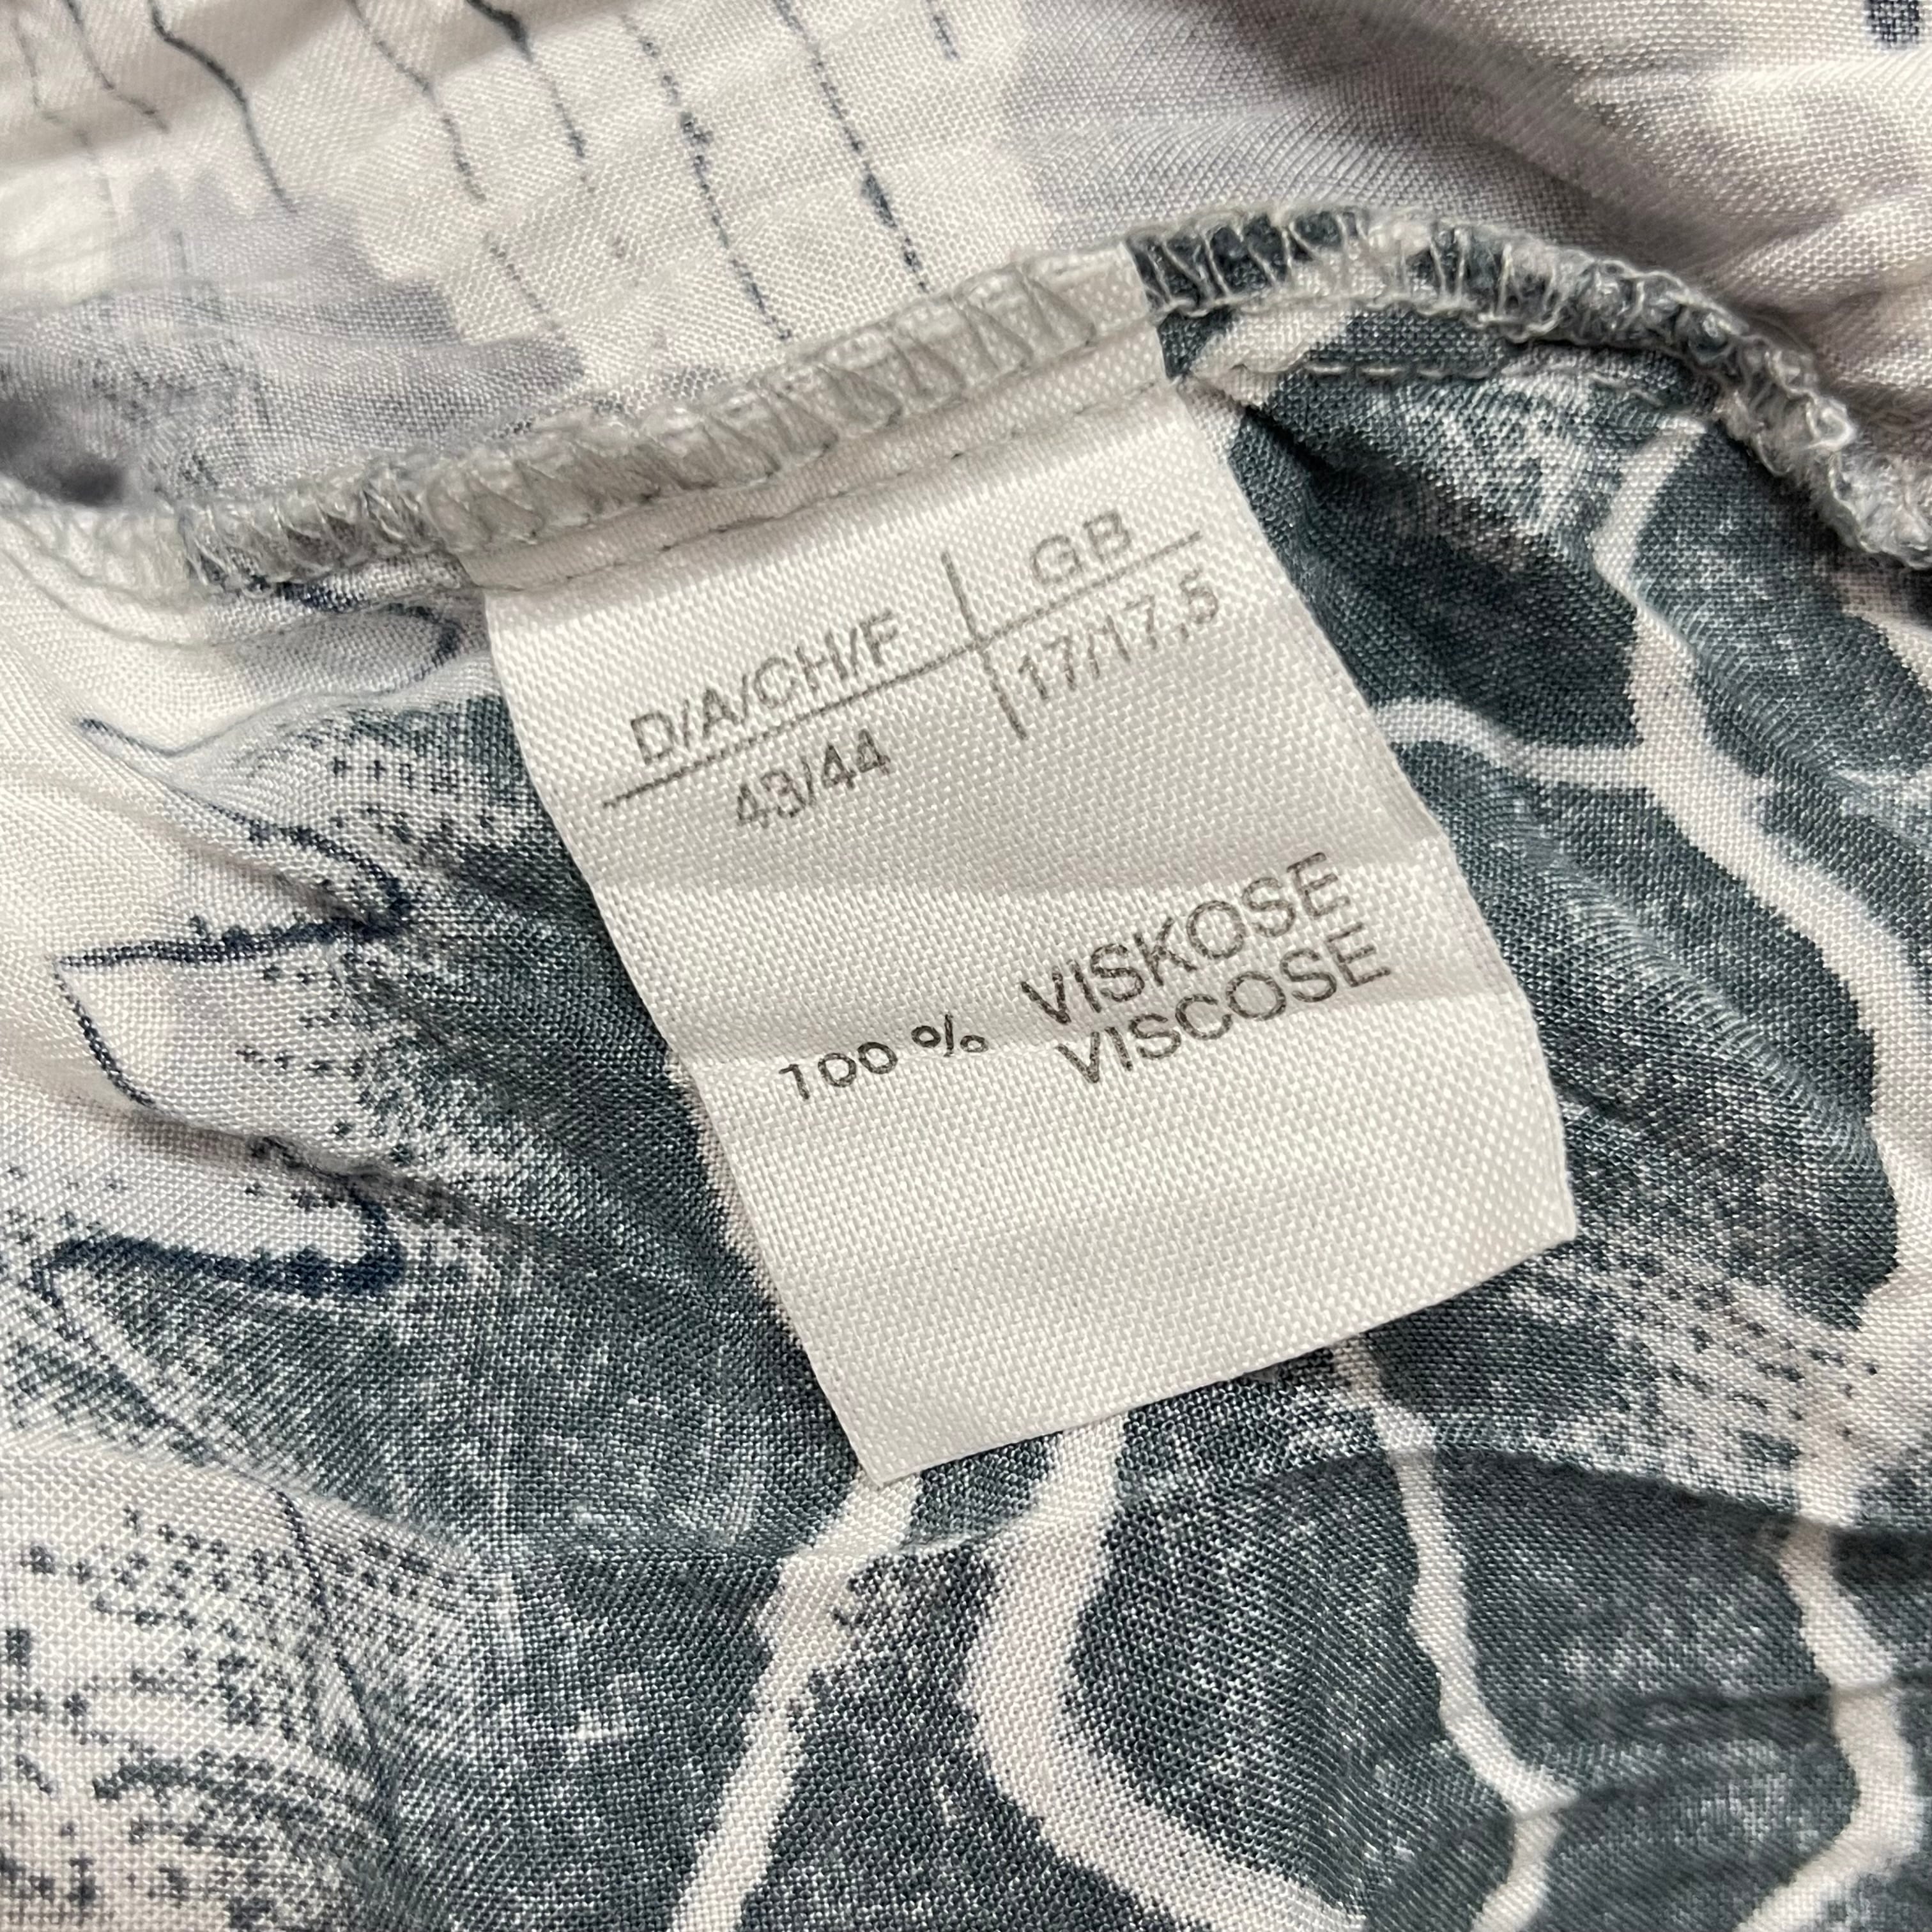 D/A/CH/F GB
43/44 17/17,5
VISKOSE
100 % VISCOSE